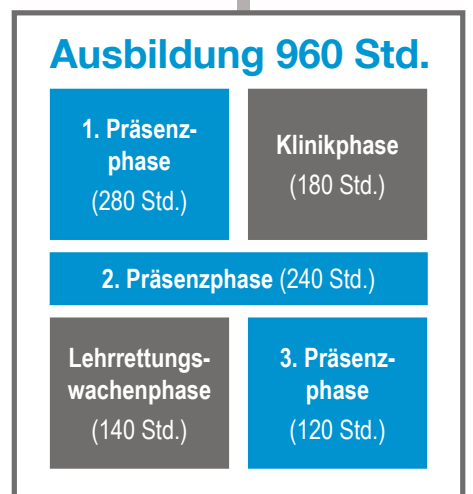 Ausbildung 960 Std.
1. Präsenz-
phase
(280 Std.)
Klinikphase
(180 Std.)
2. Präsenzphase (240 Std.)
Lehrrettungs-
wachenphase
(140 Std.)
3. Präsenz-
phase
(120 Std.)